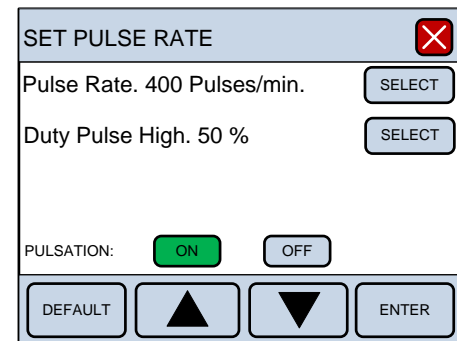 SET PULSE RATE
Pulse Rate. 400 Pulses/min. SELECT
Duty Pulse High. 50 % SELECT
PULSATION: ON OFF
DEFAULT ENTER